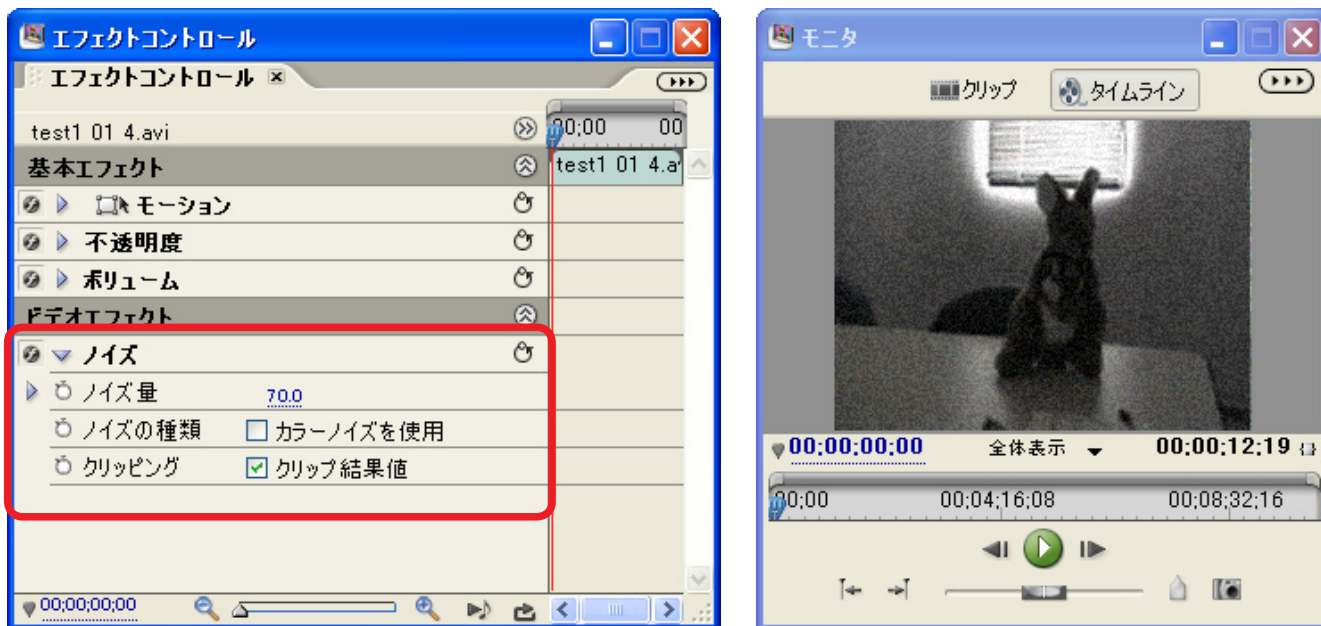 エフェクトコントロール
エフェクトコントロール
test1 01 4.avi
00;00 00
基本エフェクト
test1 01 4.a
モーション
不透明度
ボリューム
ビデオエフェクト
ノイズ
ノイズ量 70.0
ノイズの種類 カラーノイズを使用
クリッピング クリップ結果値
00;00;00;00
モニタ
クリップ タイムライン
00;00;00;00 全体表示 00;00;12;19
00;00 00;04;16;08 00;08;32;16